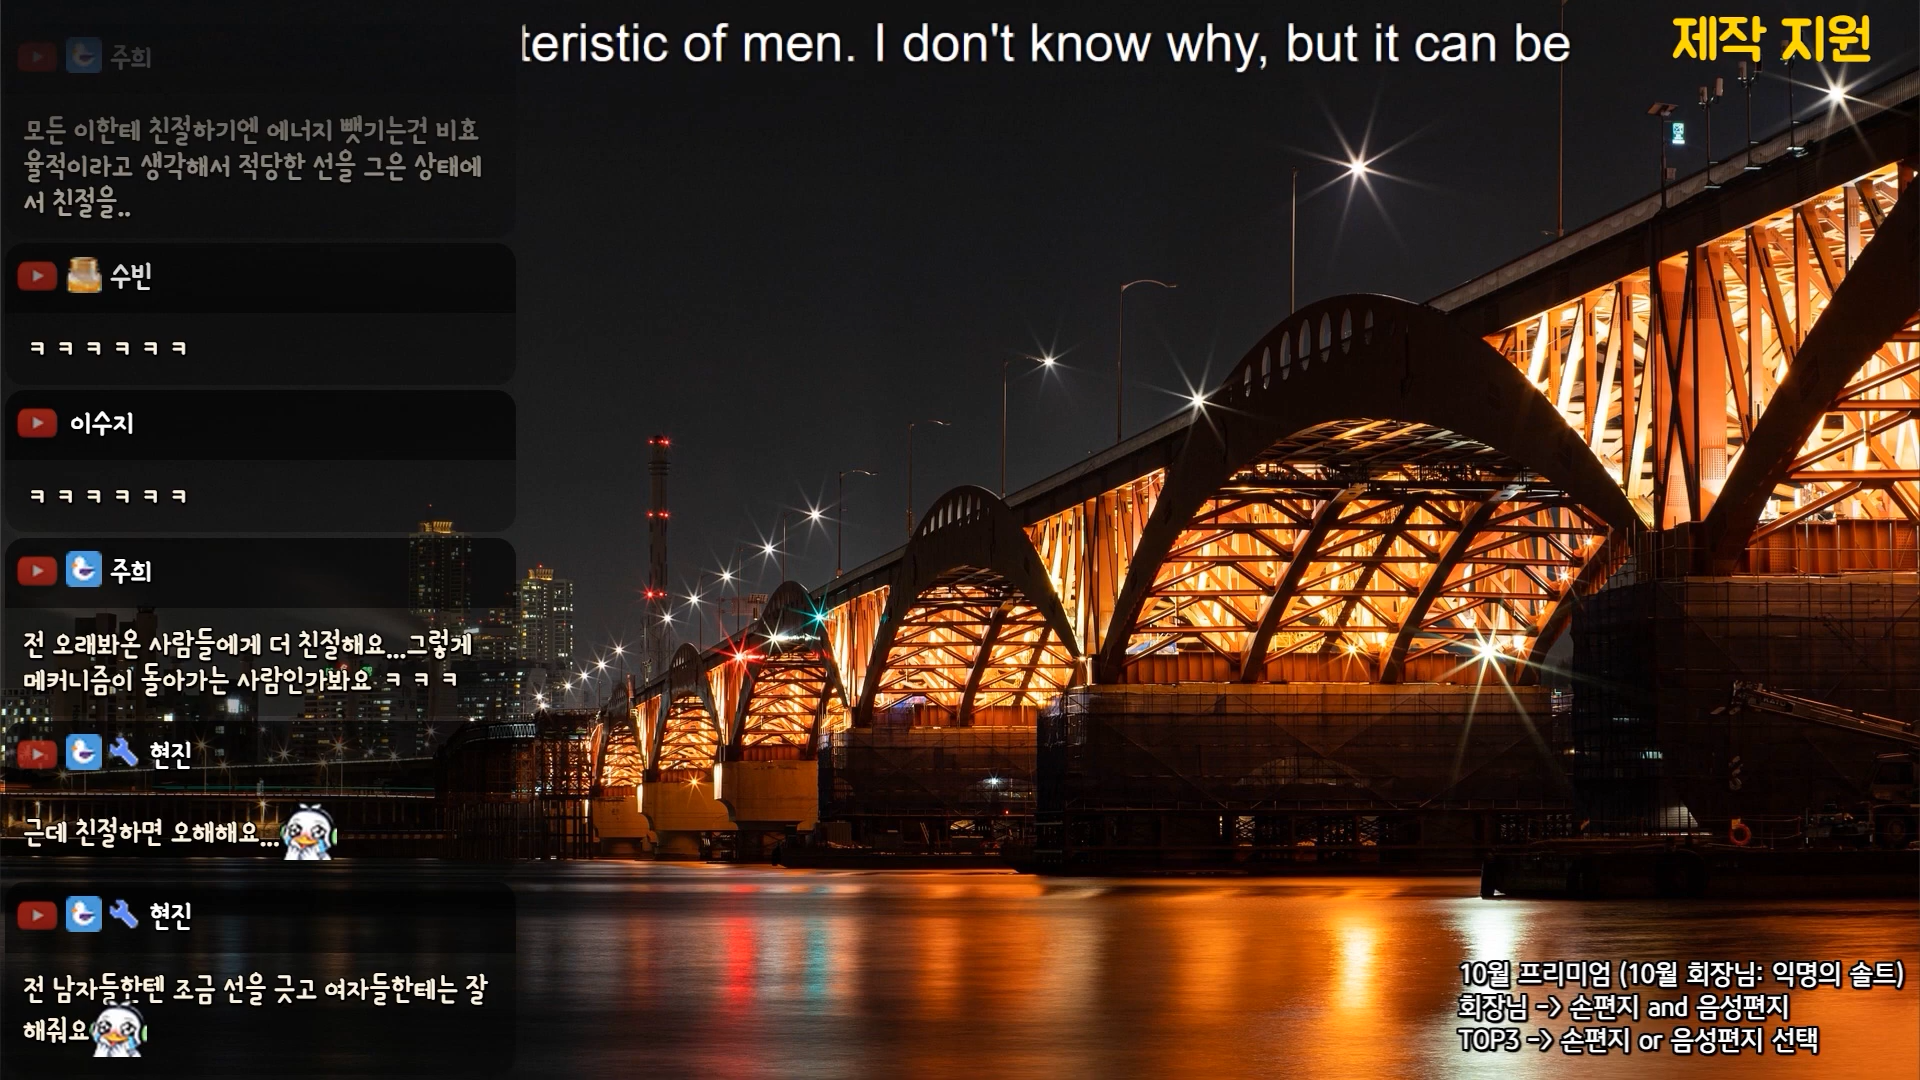 teristic of men. I don't know why, but it can be
제작 지원
주희
모든 이한테 친절하기엔 에너지 뺏기는건 비효
율적이라고 생각해서 적당한 선을 그은 상태에
서 친절을..
수빈
ㅋㅋㅋㅋㅋㅋ
이수지
ㅋㅋㅋㅋㅋㅋ
주희
전 오래봐온 사람들에게 더 친절해요...그렇게
메커니즘이 돌아가는 사람인가봐요 ㅋㅋㅋ
현진
근데 친절하면 오해해요...
현진
전 남자들한텐 조금 선을 긋고 여자들한테는 잘
해줘요
10월 프리미엄 (10월 회장님: 익명의 솔트)
회장님 -> 손편지 and 음성편지
TOP3 -> 손편지 or 음성편지 선택